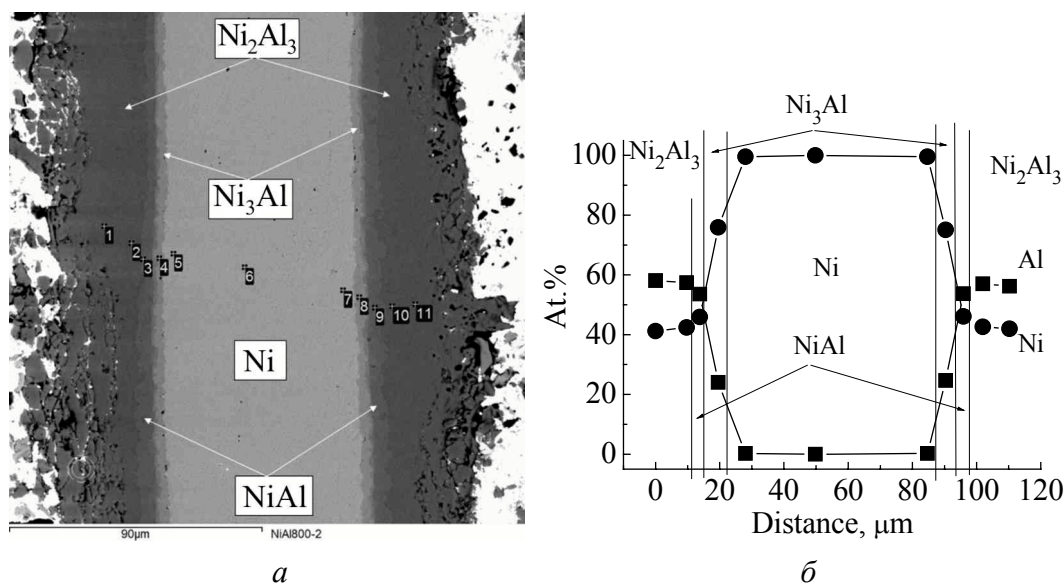 Ni2Al3
Ni3Al
Ni
NiAl
1
2
3
4
5
6
7
8
9
10
11
90μm
NiAl800-2
а
Ni3Al
Ni2Al3
Ni2Al3
Ni
Al
Ni
NiAl
At.%
100
80
60
40
20
0
0 20 40 60 80 100 120
Distance, μm
б